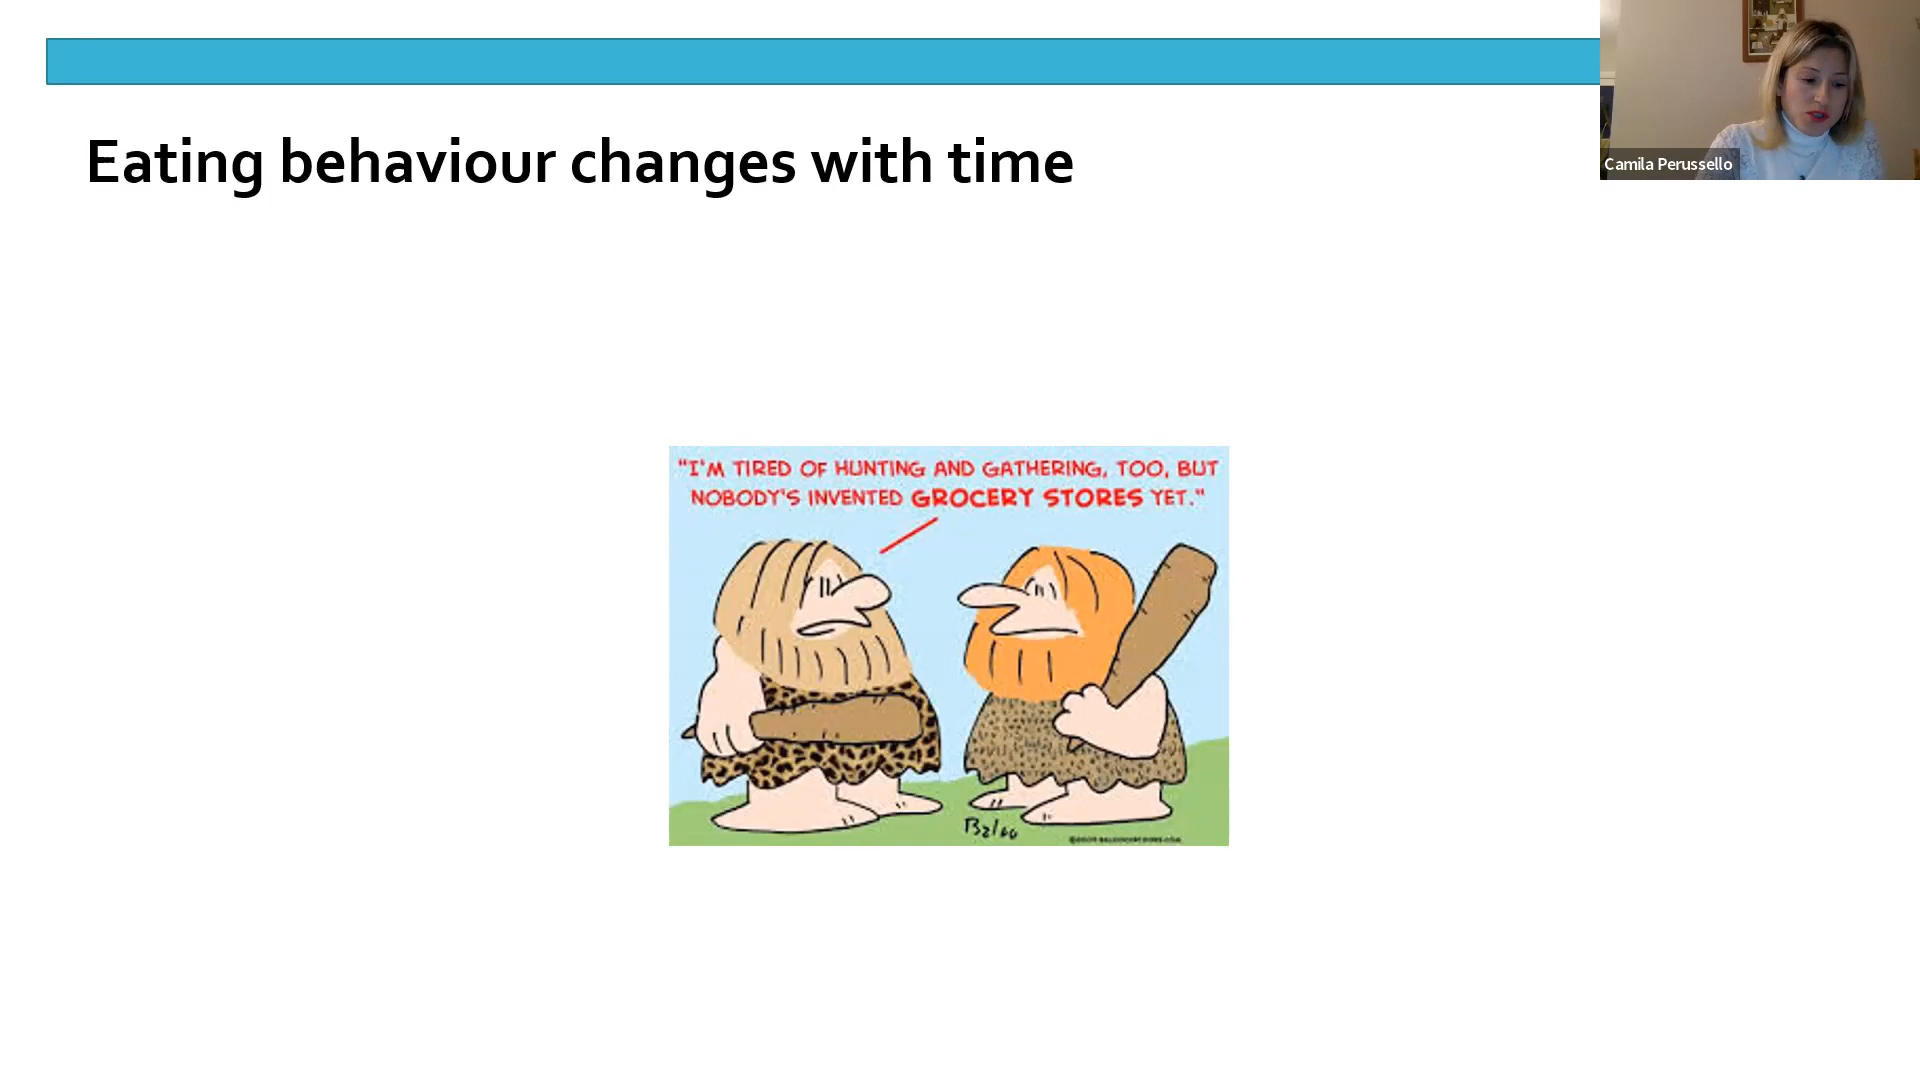 Eating behaviour changes with time
Camila Perussello
"I'M TIRED OF HUNTING AND GATHERING, TOO, BUT
NOBODY'S INVENTED GROCERY STORES YET."
Baloo